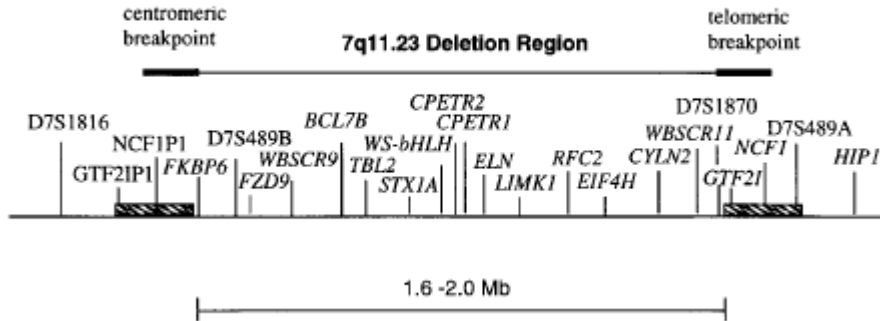 centromeric
breakpoint
7q11.23 Deletion Region
telomeric
breakpoint
D7S1816
GTF2IP1
NCF1P1
FKBP6
D7S489B
FZD9
WBSCR9
BCL7B
TBL2
STX1A
WS-bHLH
CPETR2
CPETR1
ELN
LIMK1
RFC2
EIF4H
CYLN2
WBSCR11
D7S1870
GTF2I
NCF1
D7S489A
HIP1
1.6 -2.0 Mb